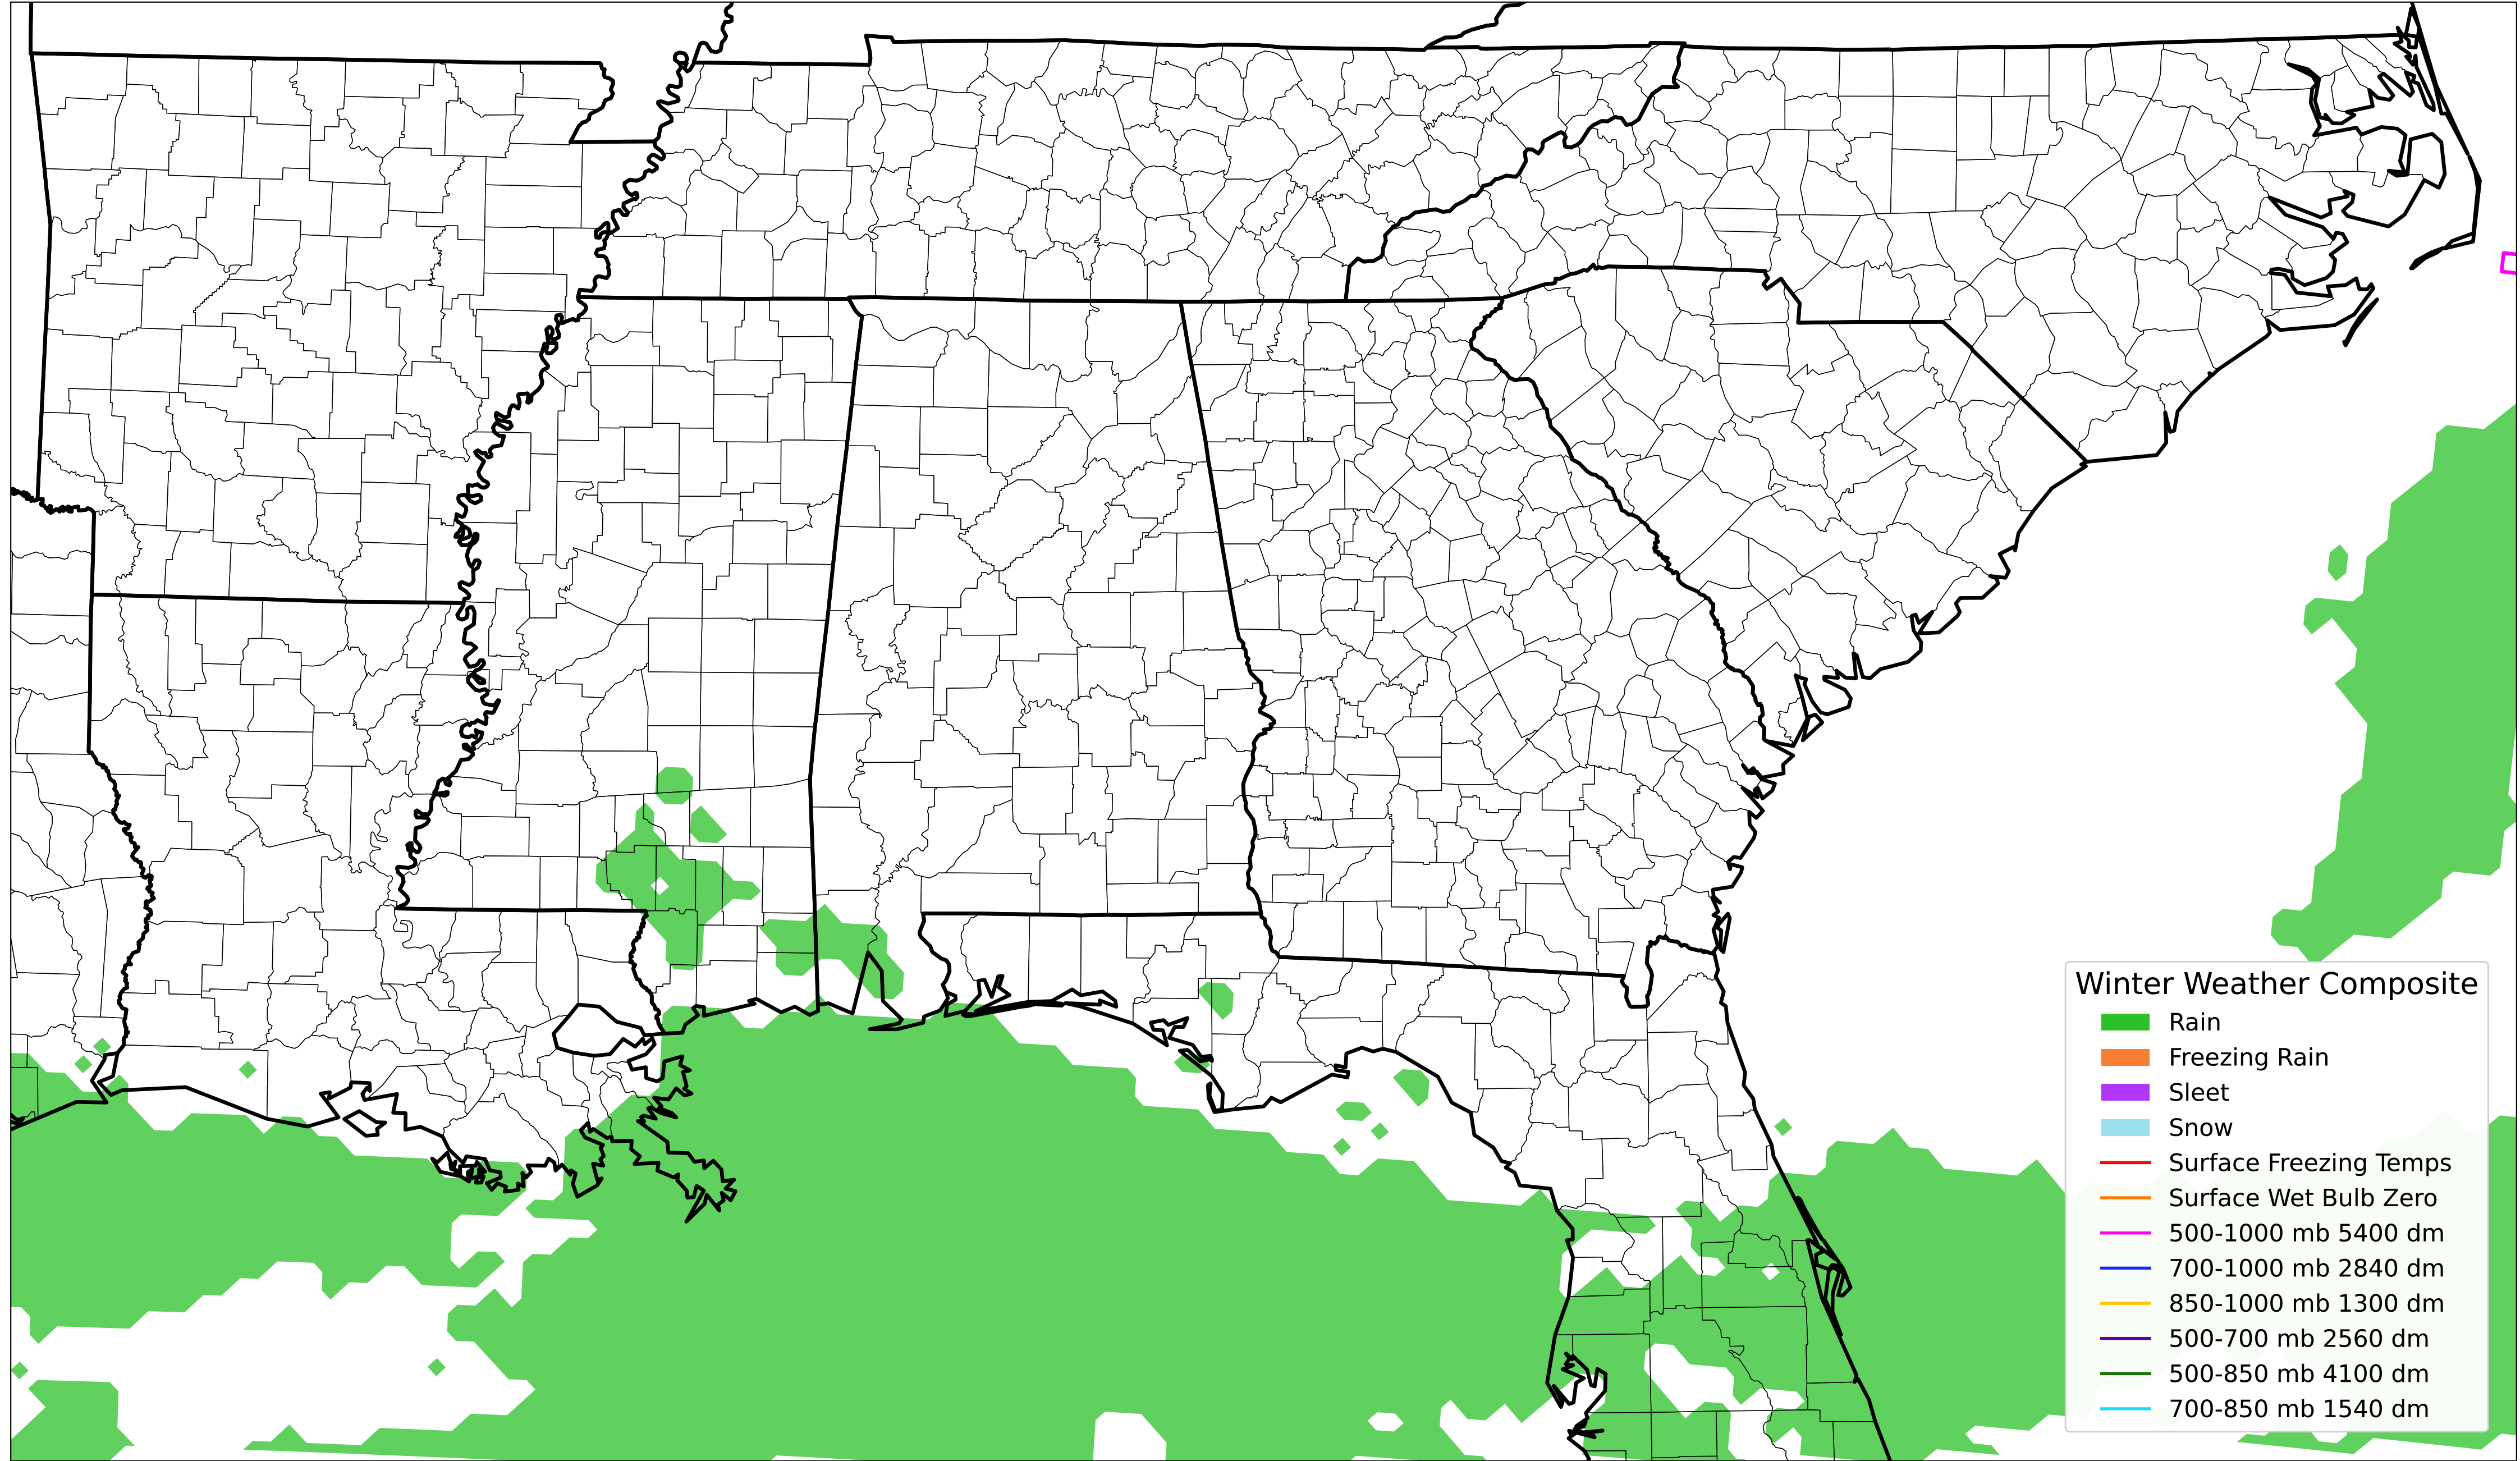 Winter Weather Composite
Rain
Freezing Rain
Sleet
Snow
Surface Freezing Temps
Surface Wet Bulb Zero
500-1000 mb 5400 dm
700-1000 mb 2840 dm
850-1000 mb 1300 dm
500-700 mb 2560 dm
500-850 mb 4100 dm
700-850 mb 1540 dm